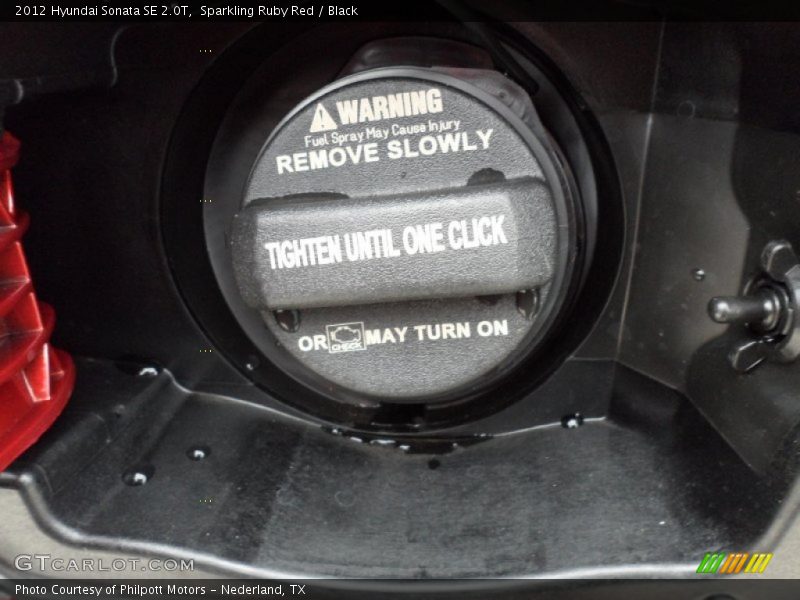 2012 Hyundai Sonata SE 2.0T,  Sparkling Ruby Red / Black
WARNING
Fuel Spray May Cause Injury
REMOVE SLOWLY
TIGHTEN UNTIL ONE CLICK
OR CHECK MAY TURN ON
GTCARLOT.COM
Photo Courtesy of Philpott Motors - Nederland, TX